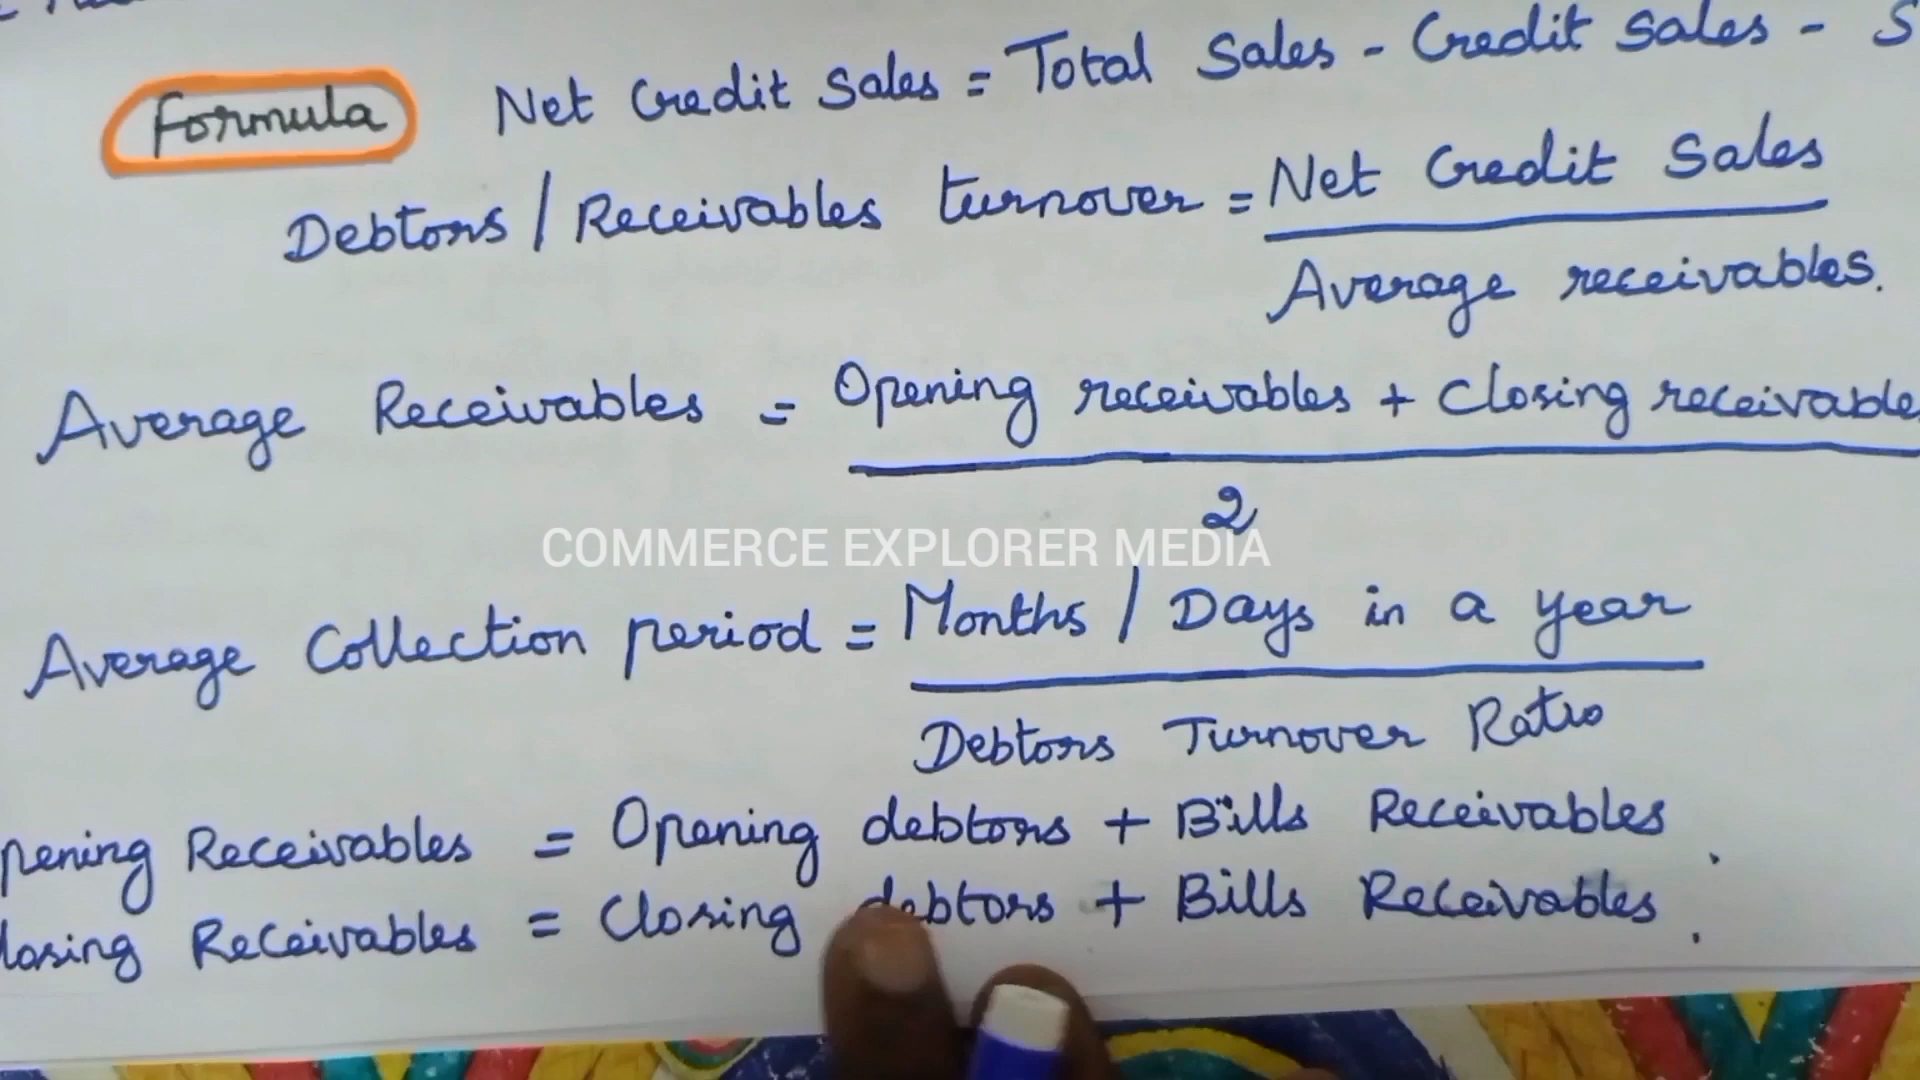 Formula Net Credit Sales = Total Sales - Credit Sales - S
Debtors / Receivables turnover = Net Credit Sales
Average receivables.
Average Receivables = Opening receivables + Closing receivable
2
COMMERCE EXPLORER MEDIA
Average Collection period = Months / Days in a year
Debtors Turnover Ratio
pening Receivables = Opening debtors + Bills Receivables
losing Receivables = Closing debtors + Bills Receivables.